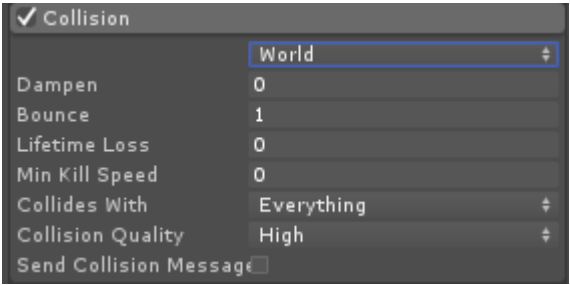 Collision
World
Dampen 0
Bounce 1
Lifetime Loss 0
Min Kill Speed 0
Collides With Everything
Collision Quality High
Send Collision Message